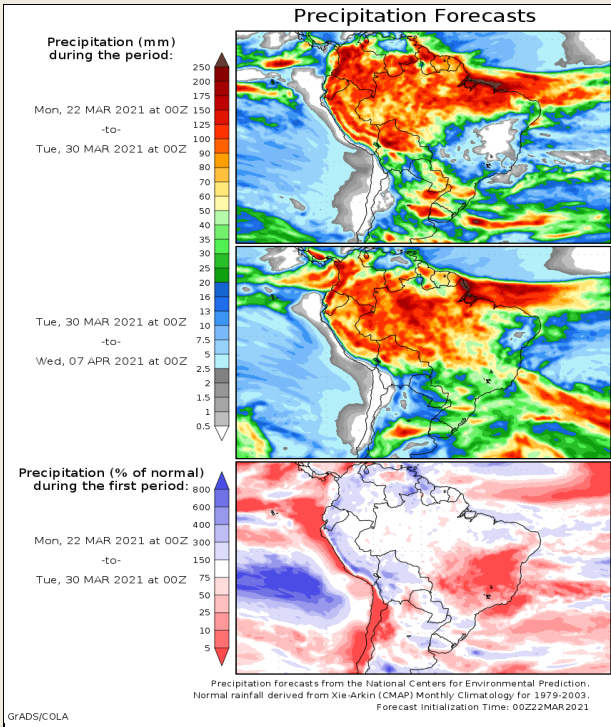 Precipitation Forecasts
Precipitation (mm)
during the period:
Mon, 22 MAR 2021 at 00Z
-to-
Tue, 30 MAR 2021 at 00Z
250
200
175
150
125
100
90
80
70
60
50
40
35
30
25
20
16
13
10
7.5
5
2.5
2
1.5
1
0.5
Tue, 30 MAR 2021 at 00Z
-to-
Wed, 07 APR 2021 at 00Z
Precipitation (% of normal)
during the first period:
Mon, 22 MAR 2021 at 00Z
-to-
Tue, 30 MAR 2021 at 00Z
800
600
400
300
150
75
50
25
10
5
Precipitation forecasts from the National Centers for Environmental Prediction.
Normal rainfall derived from Xie-Arkin (CMAP) Monthly Climatology for 1979-2003.
Forecast Initialization Time: 00Z22MAR2021
GrADS/COLA